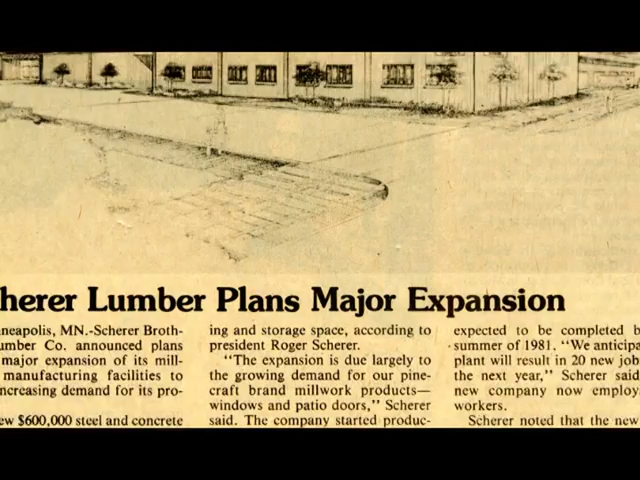 herer Lumber Plans Major Expansion
neapolis, MN.-Scherer Broth-
umber Co. announced plans
major expansion of its mill-
manufacturing facilities to
ncreasing demand for its pro-
ew $600,000 steel and concrete
ing and storage space, according to
president Roger Scherer.
"The expansion is due largely to
the growing demand for our pine-
craft brand millwork products—
windows and patio doors," Scherer
said. The company started produc-
expected to be completed b
summer of 1981. "We anticipa
plant will result in 20 new job
the next year," Scherer said
new company now employ
workers.
Scherer noted that the new